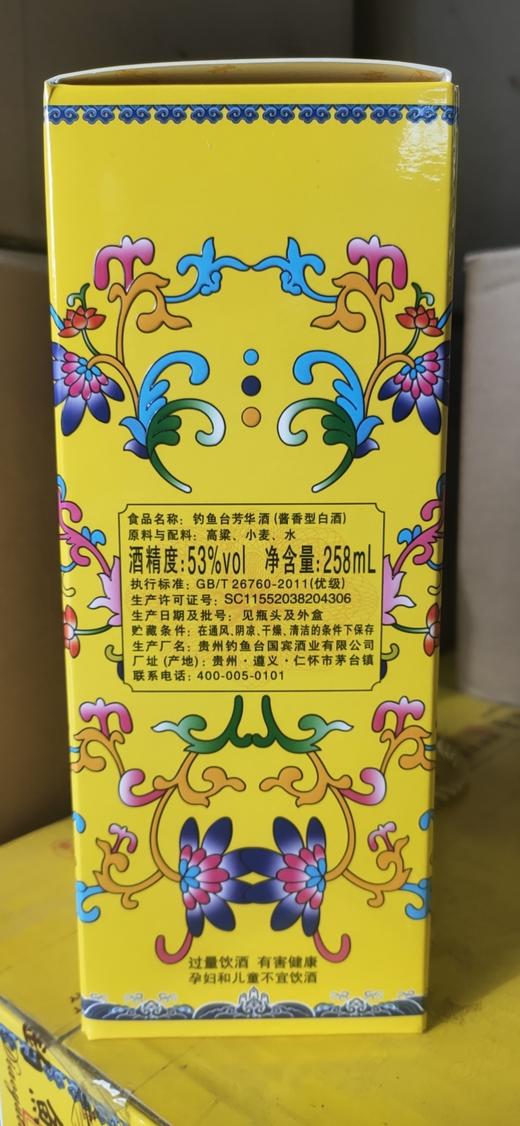 食品名称：钓鱼台芳华酒(酱香型白酒)
原料与配料：高粱、小麦、水
酒精度:53%vol 净含量:258mL
执行标准：GB/T 26760-2011(优级)
生产许可证号：SC11552038204306
生产日期及批号：见瓶头及外盒
贮藏条件：在通风、阴凉、干燥、清洁的条件下保存
生产厂名：贵州钓鱼台国宾酒业有限公司
厂址(产地)：贵州·遵义·仁怀市茅台镇
联系电话：400-005-0101
过量饮酒 有害健康
孕妇和儿童不宜饮酒